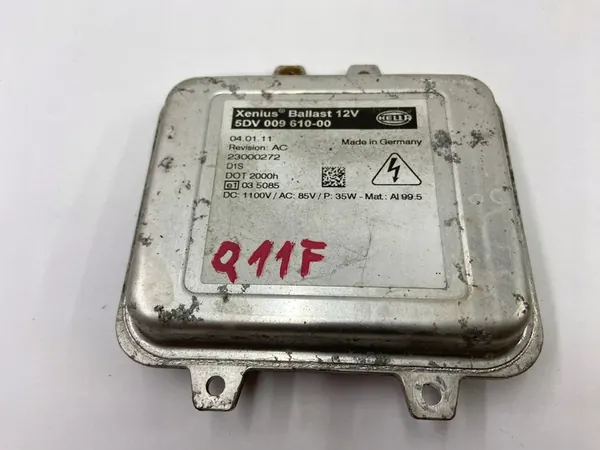 Xenius® Ballast 12V
5DV 009 610-00
HELLA
04.01.11
Made in Germany
Revision: AC
23000272
D1S
DOT 2000h
e1 03 5085
DC: 1100V / AC: 85V / P: 35W - Mat.: Al 99.5
Q11F